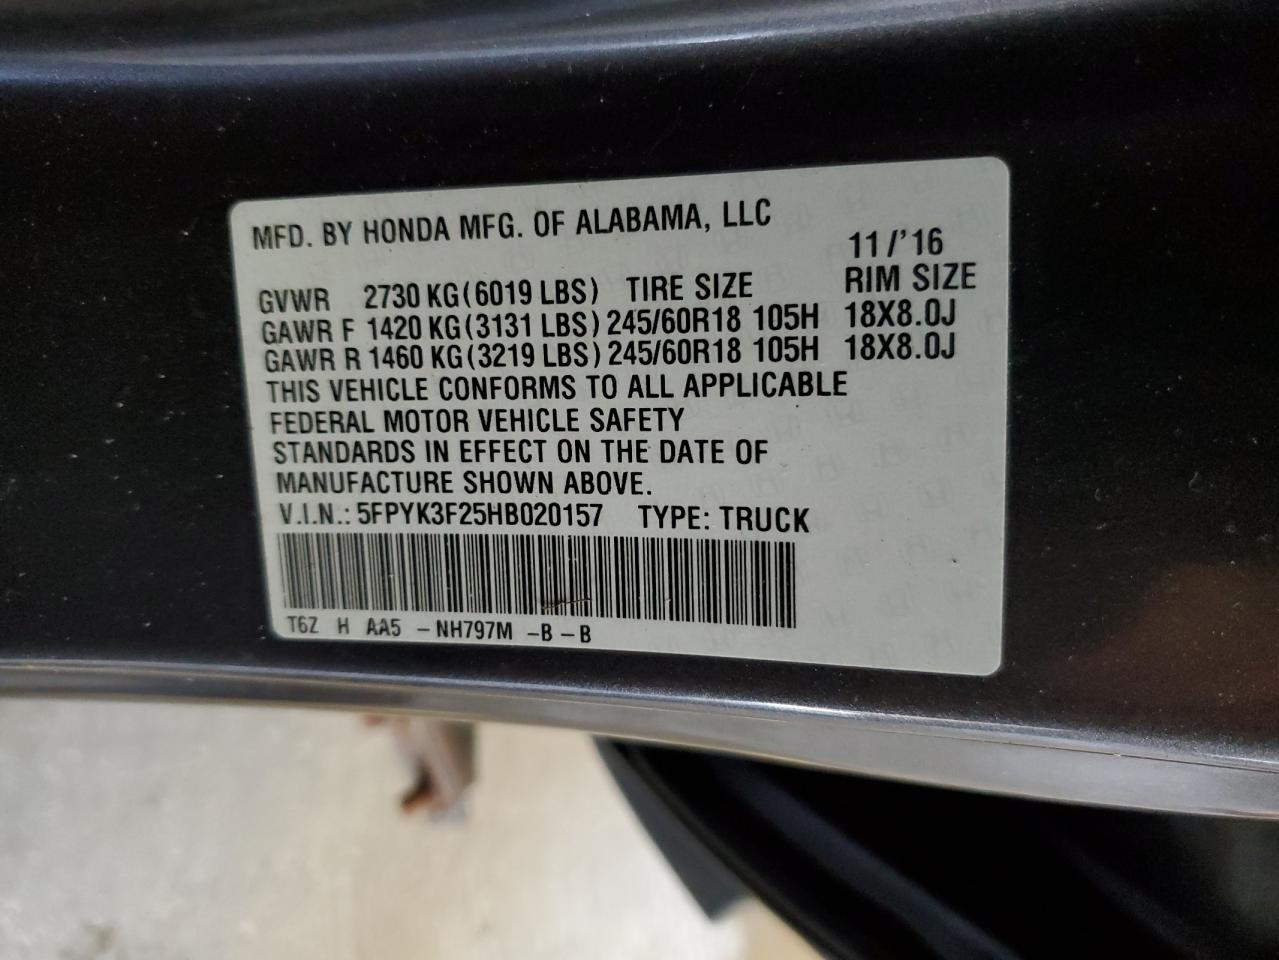 MFD. BY HONDA MFG. OF ALABAMA, LLC
11/'16
GVWR 2730 KG(6019 LBS) TIRE SIZE RIM SIZE
GAWR F 1420 KG(3131 LBS) 245/60R18 105H 18X8.0J
GAWR R 1460 KG(3219 LBS) 245/60R18 105H 18X8.0J
THIS VEHICLE CONFORMS TO ALL APPLICABLE
FEDERAL MOTOR VEHICLE SAFETY
STANDARDS IN EFFECT ON THE DATE OF
MANUFACTURE SHOWN ABOVE.
V.I.N.: 5FPYK3F25HB020157 TYPE: TRUCK
T6Z H AA5 -NH797M -B-B